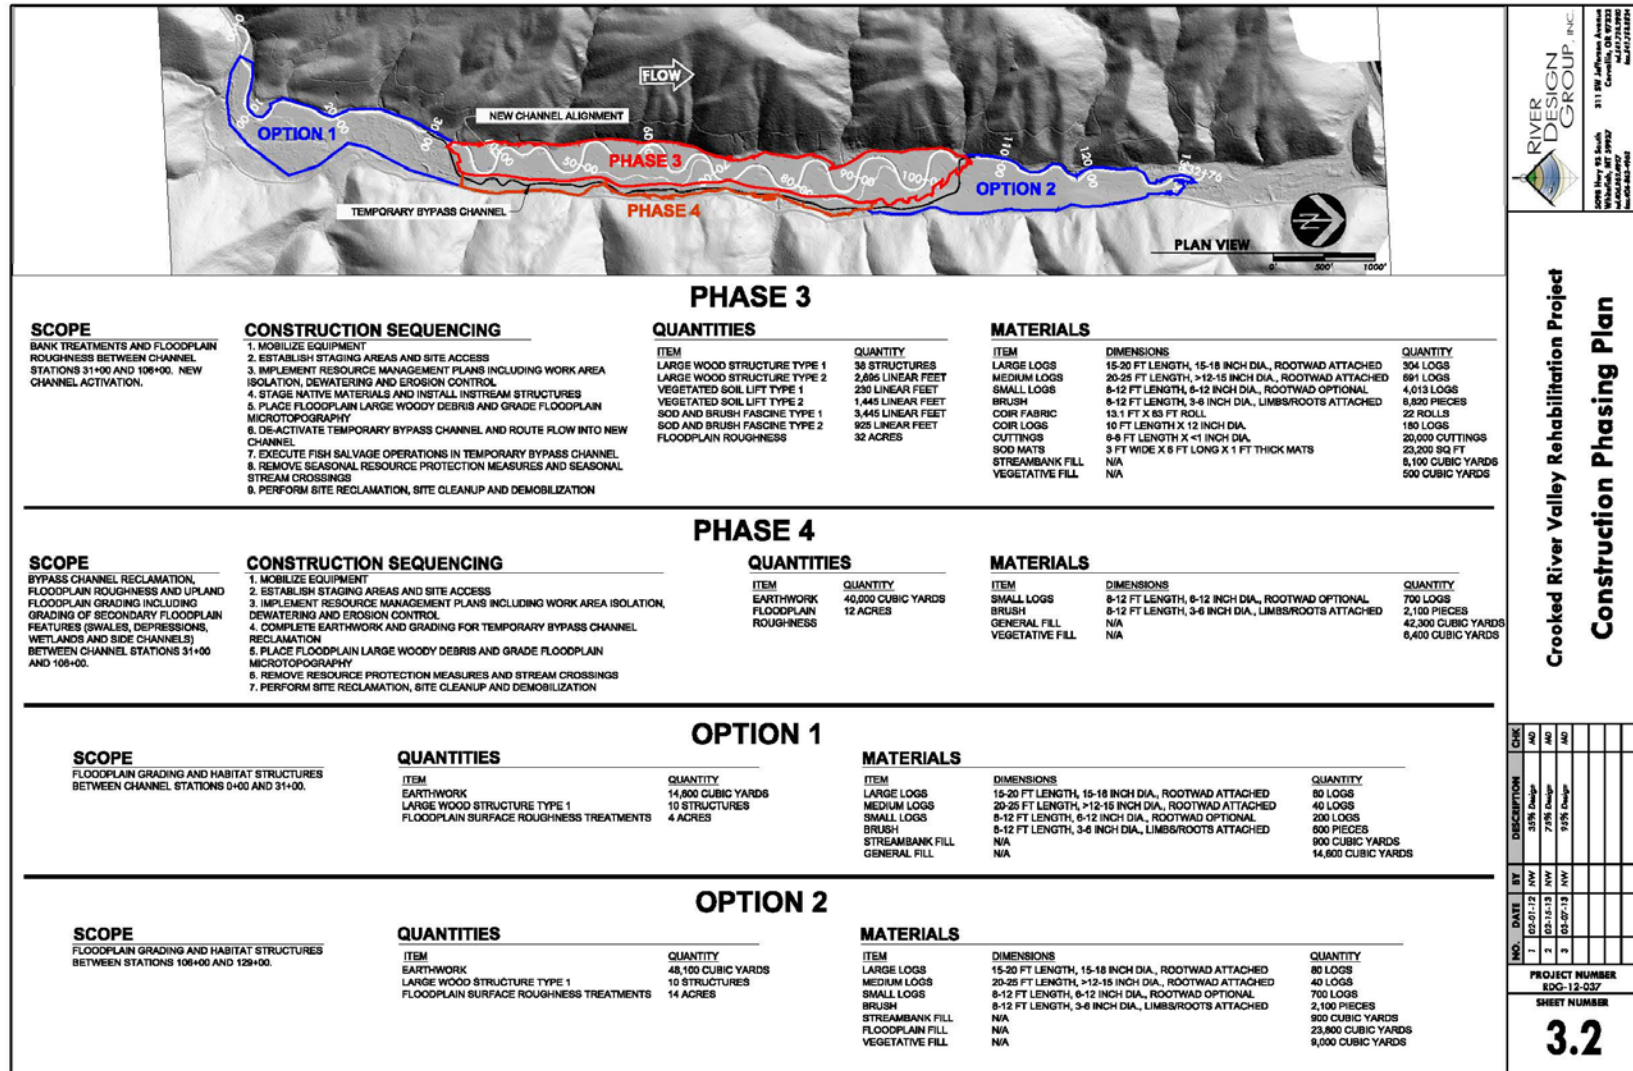 FLOW
NEW CHANNEL ALIGNMENT
OPTION 1
PHASE 3
OPTION 2
TEMPORARY BYPASS CHANNEL
PHASE 4
PLAN VIEW
0' 500' 1000'
PHASE 3
SCOPE
BANK TREATMENTS AND FLOODPLAIN
ROUGHNESS BETWEEN CHANNEL
STATIONS 31+00 AND 106+00. NEW
CHANNEL ACTIVATION.
CONSTRUCTION SEQUENCING
1. MOBILIZE EQUIPMENT
2. ESTABLISH STAGING AREAS AND SITE ACCESS
3. IMPLEMENT RESOURCE MANAGEMENT PLANS INCLUDING WORK AREA
ISOLATION, DEWATERING AND EROSION CONTROL
4. STAGE NATIVE MATERIALS AND INSTALL INSTREAM STRUCTURES
5. PLACE FLOODPLAIN LARGE WOODY DEBRIS AND GRADE FLOODPLAIN
MICROTOPOGRAPHY
6. DE-ACTIVATE TEMPORARY BYPASS CHANNEL AND ROUTE FLOW INTO NEW
CHANNEL
7. EXECUTE FISH SALVAGE OPERATIONS IN TEMPORARY BYPASS CHANNEL
8. REMOVE SEASONAL RESOURCE PROTECTION MEASURES AND SEASONAL
STREAM CROSSINGS
9. PERFORM SITE RECLAMATION, SITE CLEANUP AND DEMOBILIZATION
QUANTITIES
ITEM QUANTITY
LARGE WOOD STRUCTURE TYPE 1 38 STRUCTURES
LARGE WOOD STRUCTURE TYPE 2 2,695 LINEAR FEET
VEGETATED SOIL LIFT TYPE 1 230 LINEAR FEET
VEGETATED SOIL LIFT TYPE 2 1,445 LINEAR FEET
SOD AND BRUSH FASCINE TYPE 1 3,445 LINEAR FEET
SOD AND BRUSH FASCINE TYPE 2 925 LINEAR FEET
FLOODPLAIN ROUGHNESS 32 ACRES
MATERIALS
ITEM DIMENSIONS QUANTITY
LARGE LOGS 15-20 FT LENGTH, 15-18 INCH DIA., ROOTWAD ATTACHED 304 LOGS
MEDIUM LOGS 20-25 FT LENGTH, >12-15 INCH DIA., ROOTWAD ATTACHED 691 LOGS
SMALL LOGS 8-12 FT LENGTH, 6-12 INCH DIA., ROOTWAD OPTIONAL 4,013 LOGS
BRUSH 8-12 FT LENGTH, 3-6 INCH DIA., LIMBS/ROOTS ATTACHED 8,820 PIECES
COIR FABRIC 13.1 FT X 83 FT ROLL 22 ROLLS
COIR LOGS 10 FT LENGTH X 12 INCH DIA. 180 LOGS
CUTTINGS 6-8 FT LENGTH X <1 INCH DIA. 20,000 CUTTINGS
SOD MATS 3 FT WIDE X 6 FT LONG X 1 FT THICK MATS 23,200 SQ FT
STREAMBANK FILL N/A 8,100 CUBIC YARDS
VEGETATIVE FILL N/A 500 CUBIC YARDS
PHASE 4
SCOPE
BYPASS CHANNEL RECLAMATION,
FLOODPLAIN ROUGHNESS AND UPLAND
FLOODPLAIN GRADING INCLUDING
GRADING OF SECONDARY FLOODPLAIN
FEATURES (SWALES, DEPRESSIONS,
WETLANDS AND SIDE CHANNELS)
BETWEEN CHANNEL STATIONS 31+00
AND 106+00.
CONSTRUCTION SEQUENCING
1. MOBILIZE EQUIPMENT
2. ESTABLISH STAGING AREAS AND SITE ACCESS
3. IMPLEMENT RESOURCE MANAGEMENT PLANS INCLUDING WORK AREA ISOLATION,
DEWATERING AND EROSION CONTROL
4. COMPLETE EARTHWORK AND GRADING FOR TEMPORARY BYPASS CHANNEL
RECLAMATION
5. PLACE FLOODPLAIN LARGE WOODY DEBRIS AND GRADE FLOODPLAIN
MICROTOPOGRAPHY
6. REMOVE RESOURCE PROTECTION MEASURES AND STREAM CROSSINGS
7. PERFORM SITE RECLAMATION, SITE CLEANUP AND DEMOBILIZATION
QUANTITIES
ITEM QUANTITY
EARTHWORK 40,000 CUBIC YARDS
FLOODPLAIN 12 ACRES
ROUGHNESS
MATERIALS
ITEM DIMENSIONS QUANTITY
SMALL LOGS 8-12 FT LENGTH, 6-12 INCH DIA., ROOTWAD OPTIONAL 700 LOGS
BRUSH 8-12 FT LENGTH, 3-6 INCH DIA., LIMBS/ROOTS ATTACHED 2,100 PIECES
GENERAL FILL N/A 42,300 CUBIC YARDS
VEGETATIVE FILL N/A 6,400 CUBIC YARDS
OPTION 1
SCOPE
FLOODPLAIN GRADING AND HABITAT STRUCTURES
BETWEEN CHANNEL STATIONS 0+00 AND 31+00.
QUANTITIES
ITEM QUANTITY
EARTHWORK 14,600 CUBIC YARDS
LARGE WOOD STRUCTURE TYPE 1 10 STRUCTURES
FLOODPLAIN SURFACE ROUGHNESS TREATMENTS 4 ACRES
MATERIALS
ITEM DIMENSIONS QUANTITY
LARGE LOGS 15-20 FT LENGTH, 15-18 INCH DIA., ROOTWAD ATTACHED 80 LOGS
MEDIUM LOGS 20-25 FT LENGTH, >12-15 INCH DIA., ROOTWAD ATTACHED 40 LOGS
SMALL LOGS 8-12 FT LENGTH, 6-12 INCH DIA., ROOTWAD OPTIONAL 200 LOGS
BRUSH 8-12 FT LENGTH, 3-6 INCH DIA., LIMBS/ROOTS ATTACHED 600 PIECES
STREAMBANK FILL N/A 900 CUBIC YARDS
GENERAL FILL N/A 14,600 CUBIC YARDS
OPTION 2
SCOPE
FLOODPLAIN GRADING AND HABITAT STRUCTURES
BETWEEN STATIONS 106+00 AND 129+00.
QUANTITIES
ITEM QUANTITY
EARTHWORK 48,100 CUBIC YARDS
LARGE WOOD STRUCTURE TYPE 1 10 STRUCTURES
FLOODPLAIN SURFACE ROUGHNESS TREATMENTS 14 ACRES
MATERIALS
ITEM DIMENSIONS QUANTITY
LARGE LOGS 15-20 FT LENGTH, 15-18 INCH DIA., ROOTWAD ATTACHED 80 LOGS
MEDIUM LOGS 20-25 FT LENGTH, >12-15 INCH DIA., ROOTWAD ATTACHED 40 LOGS
SMALL LOGS 8-12 FT LENGTH, 6-12 INCH DIA., ROOTWAD OPTIONAL 700 LOGS
BRUSH 8-12 FT LENGTH, 3-6 INCH DIA., LIMBS/ROOTS ATTACHED 2,100 PIECES
STREAMBANK FILL N/A 900 CUBIC YARDS
FLOODPLAIN FILL N/A 23,800 CUBIC YARDS
VEGETATIVE FILL N/A 9,000 CUBIC YARDS
RIVER
DESIGN
GROUP, INC.
311 SW Jefferson Avenue
Corvallis, OR 97333
5098 Hwy 93 South
Whitefish, MT 59937
Crooked River Valley Rehabilitation Project
Construction Phasing Plan
NO. DATE BY DESCRIPTION CHK
1 02-01-12 NW 35% Design MD
2 02-15-13 NW 75% Design MD
3 05-07-13 NW 95% Design MD
PROJECT NUMBER
RDG-12-037
SHEET NUMBER
3.2